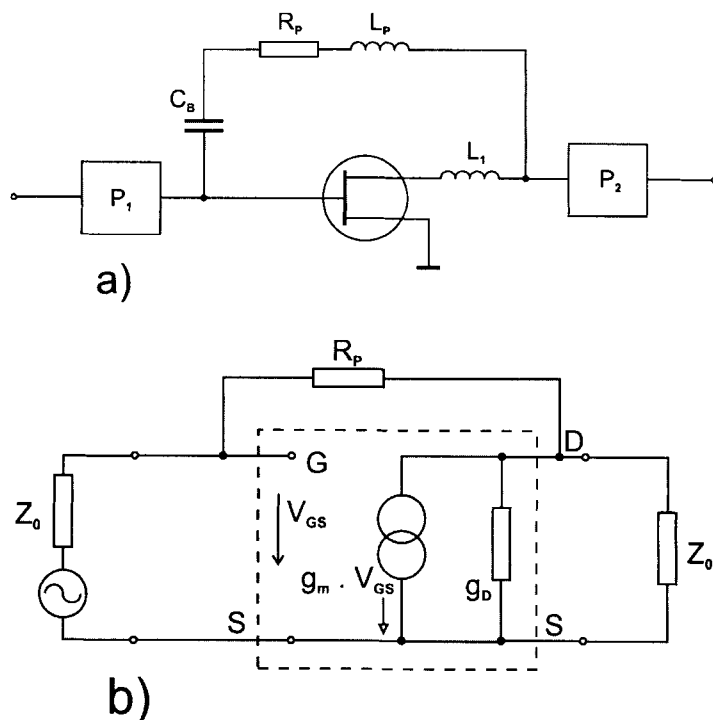 R_P L_P
C_B
L_1
P_1
P_2
a)
R_P
D
G
Z_0
V_GS
Z_0
g_m . V_GS
g_D
S
S
b)